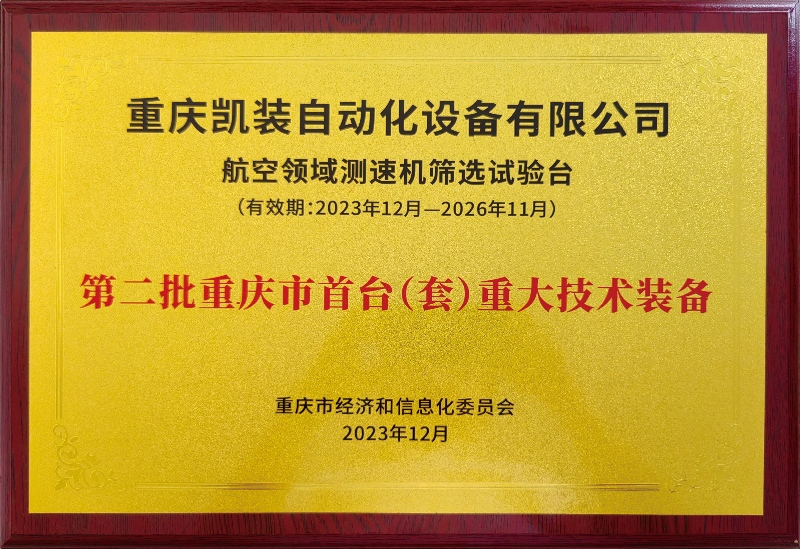 重庆凯装自动化设备有限公司
航空领域测速机筛选试验台
（有效期：2023年12月—2026年11月）
第二批重庆市首台（套）重大技术装备
重庆市经济和信息化委员会
2023年12月